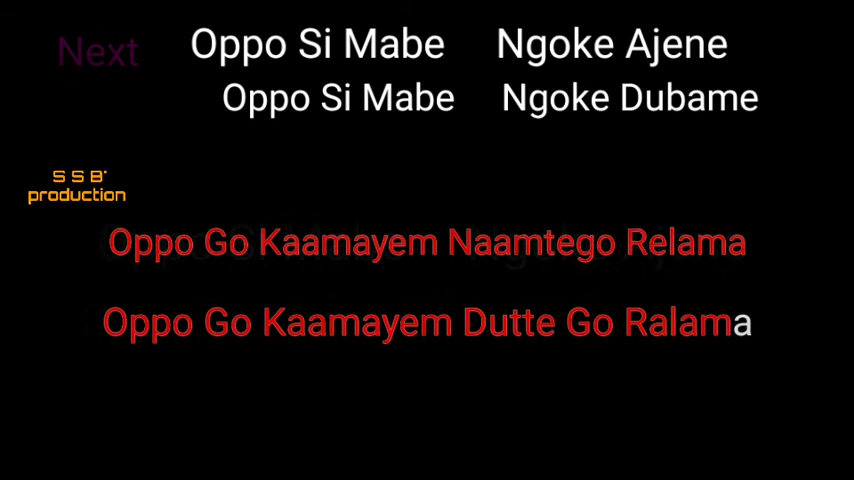 Next Oppo Si Mabe Ngoke Ajene
Oppo Si Mabe Ngoke Dubame
S S B'
production
Oppo Go Kaamayem Naamtego Relama
Oppo Go Kaamayem Dutte Go Ralama